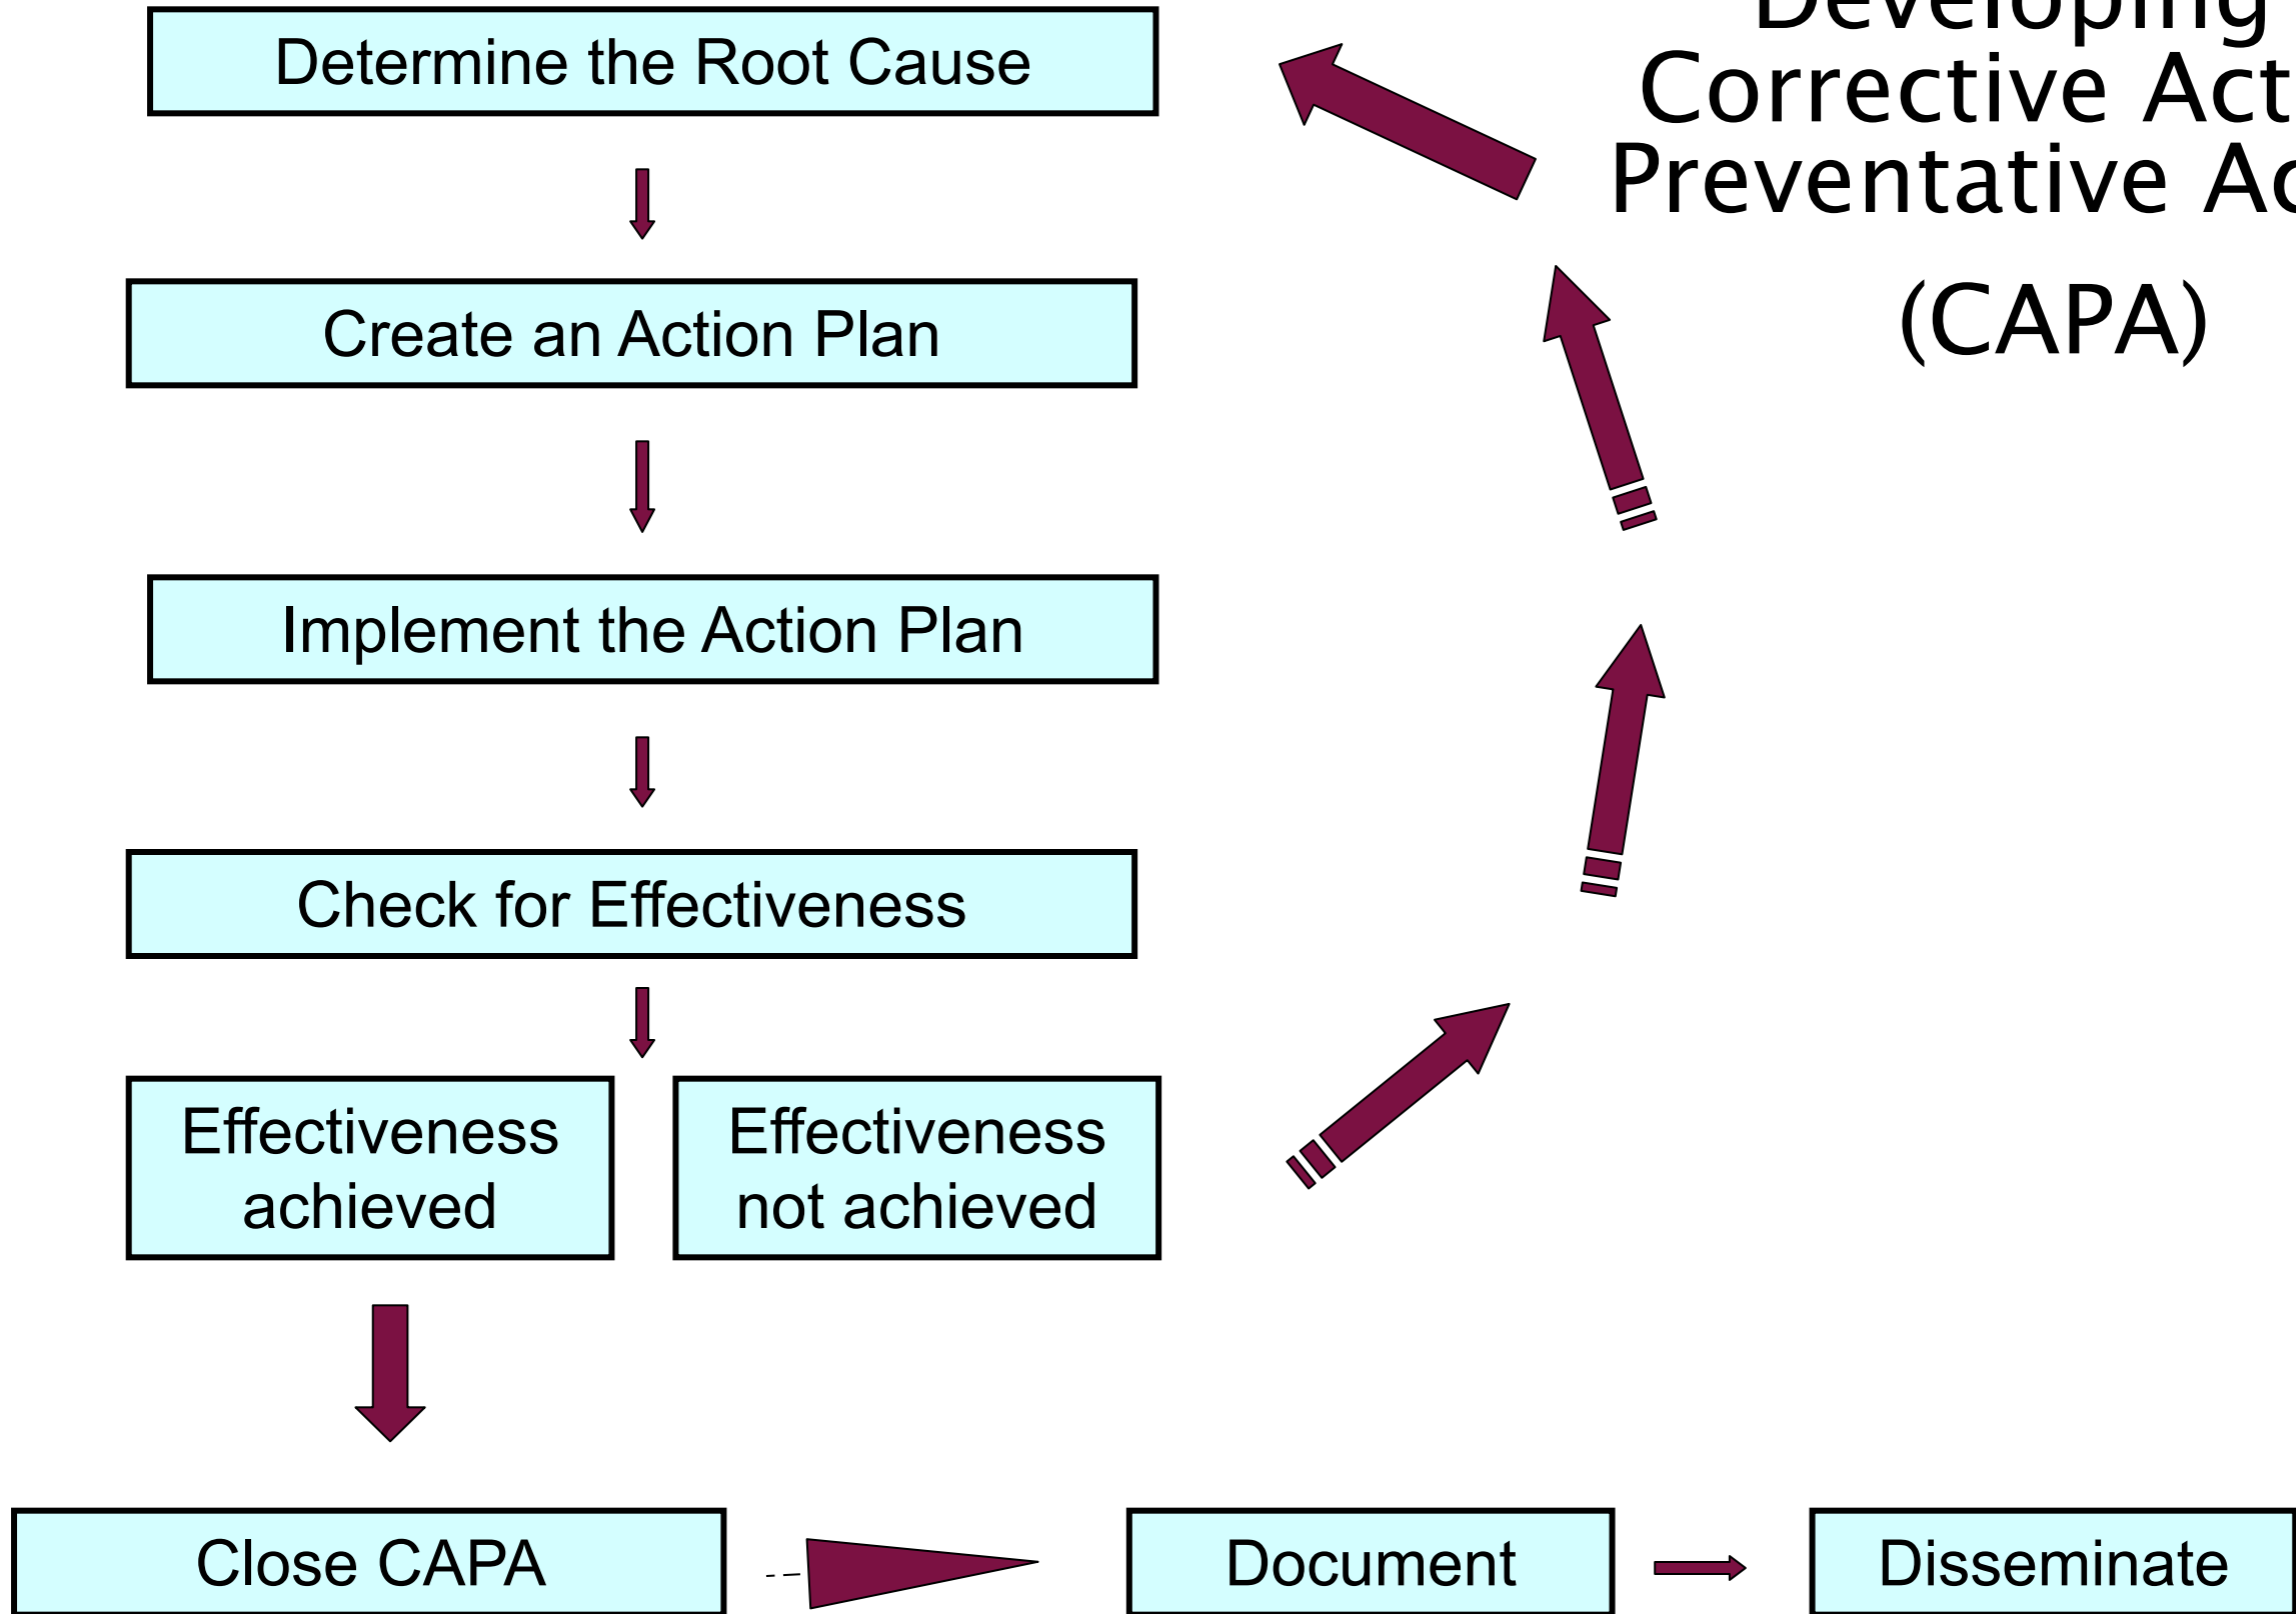 Developing
Corrective Act
Preventative Ac
(CAPA)
Determine the Root Cause
Create an Action Plan
Implement the Action Plan
Check for Effectiveness
Effectiveness
achieved
Effectiveness
not achieved
Close CAPA
Document
Disseminate